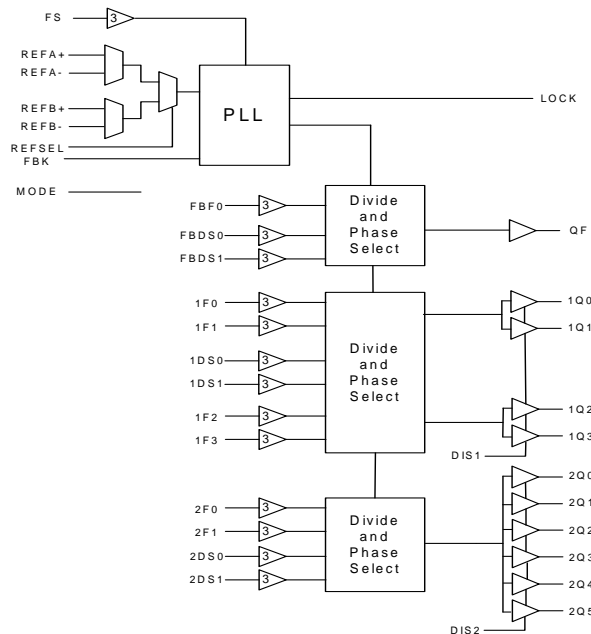 FS 3
REFA+
REFA-
REFB+
REFB-
REFSEL
FBK
PLL
LOCK
MODE
FBF0 3
FBDS0 3
FBDS1 3
Divide
and
Phase
Select
QF
1F0 3
1F1 3
1DS0 3
1DS1 3
1F2 3
1F3 3
Divide
and
Phase
Select
1Q0
1Q1
1Q2
1Q3
DIS1
2F0 3
2F1 3
2DS0 3
2DS1 3
Divide
and
Phase
Select
2Q0
2Q1
2Q2
2Q3
2Q4
2Q5
DIS2